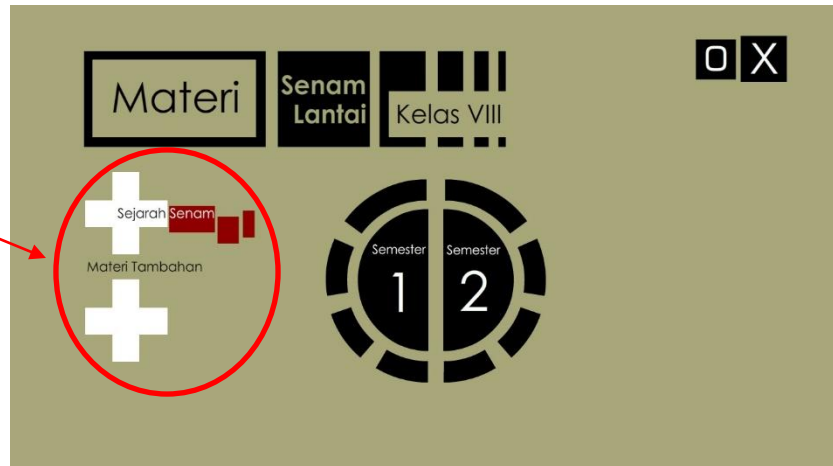 Materi
Senam
Lantai
Kelas VIII
O X
Sejarah Senam
Materi Tambahan
Semester
1
Semester
2